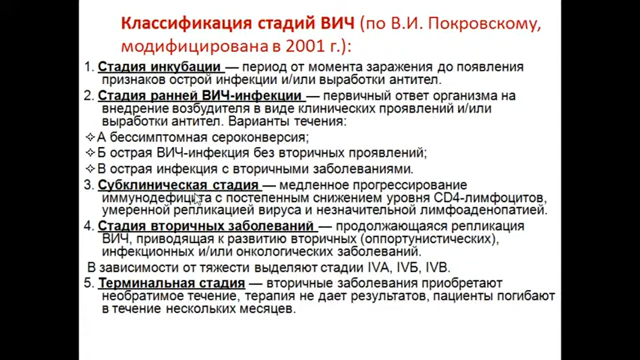 Классификация стадий ВИЧ (по В.И. Покровскому,
модифицирована в 2001 г.):
1. Стадия инкубации — период от момента заражения до появления
признаков острой инфекции и/или выработки антител.
2. Стадия ранней ВИЧ-инфекции — первичный ответ организма на
внедрение возбудителя в виде клинических проявлений и/или
выработки антител. Варианты течения:
✧А бессимптомная сероконверсия;
✧Б острая ВИЧ-инфекция без вторичных проявлений;
✧В острая инфекция с вторичными заболеваниями.
3. Субклиническая стадия — медленное прогрессирование
иммунодефицита с постепенным снижением уровня CD4-лимфоцитов,
умеренной репликацией вируса и незначительной лимфоаденопатией.
4. Стадия вторичных заболеваний — продолжающаяся репликация
ВИЧ, приводящая к развитию вторичных (оппортунистических),
инфекционных и/или онкологических заболеваний.
В зависимости от тяжести выделяют стадии IVA, IVБ, IVB.
5. Терминальная стадия — вторичные заболевания приобретают
необратимое течение, терапия не дает результатов, пациенты погибают
в течение нескольких месяцев.